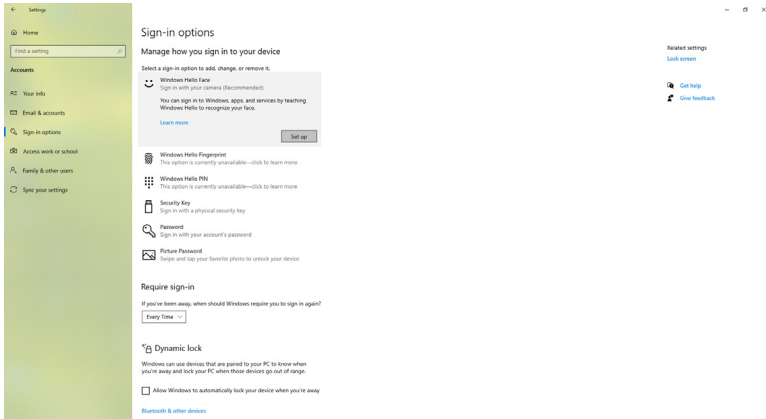 Settings
Home
Find a setting
Accounts
Your info
Email & accounts
Sign-in options
Access work or school
Family & other users
Sync your settings
Sign-in options
Manage how you sign in to your device
Select a sign-in option to add, change, or remove it.
Windows Hello Face
Sign in with your camera (Recommended)
You can sign in to Windows, apps, and services by teaching
Windows Hello to recognize your face.
Learn more
Set up
Windows Hello Fingerprint
This option is currently unavailable—click to learn more
Windows Hello PIN
This option is currently unavailable—click to learn more
Security Key
Sign in with a physical security key
Password
Sign in with your account's password
Picture Password
Swipe and tap your favorite photo to unlock your device
Require sign-in
If you've been away, when should Windows require you to sign in again?
Every Time
Dynamic lock
Windows can use devices that are paired to your PC to know when
you're away and lock your PC when those devices go out of range.
Allow Windows to automatically lock your device when you're away
Bluetooth & other devices
Related settings
Lock screen
Get help
Give feedback